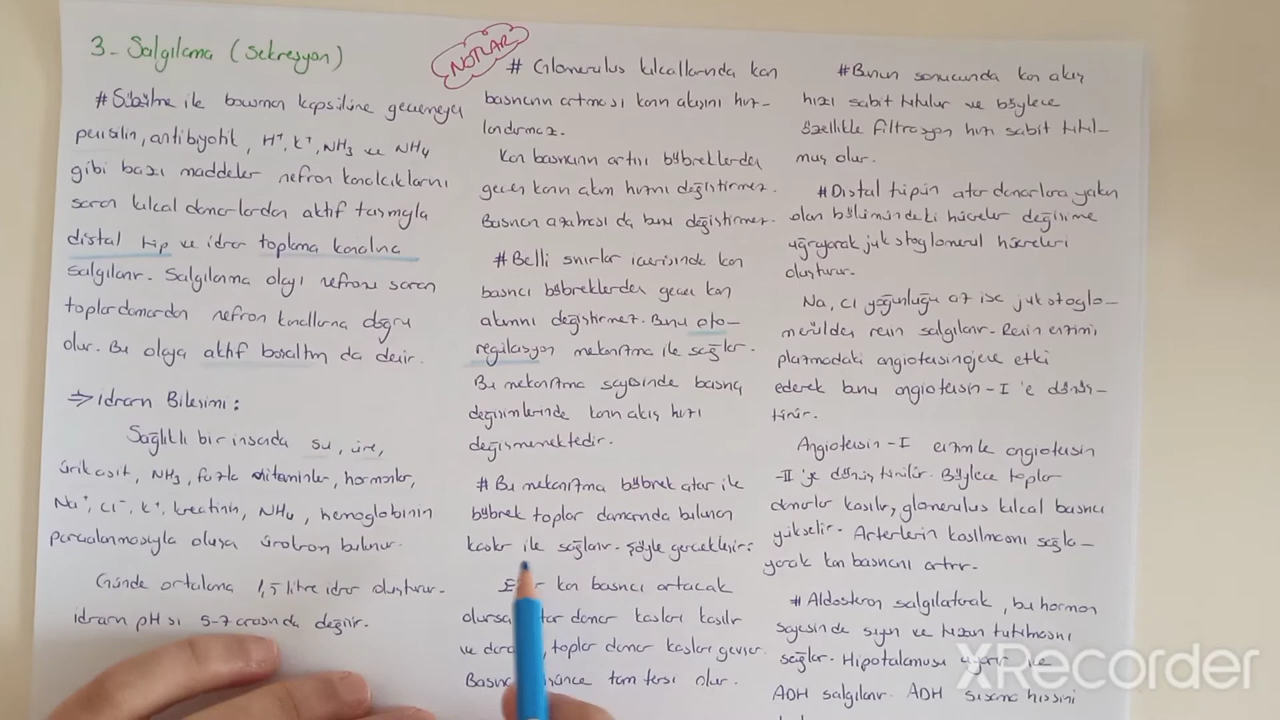 3- Salgılama (Sekresyon)
# Süzülme ile bowman kapsülüne geçemeyen
penisilin, antibiyotik, H+, K+, NH3 ve NH4
gibi bazı maddeler nefron kanalcıklarını
saran kılcal damarlardan aktif taşımayla
distal tüp ve idrar toplama kanalına
salgılanır. Salgılanma olayı nefronu saran
toplardamardan nefron kanallarına doğru
olur. Bu olaya aktif boşaltım da denir.
⇒ idrarın Bileşimi:
Sağlıklı bir insanda su, üre,
ürik asit, NH3, fazla vitaminler, hormonlar,
Na+, Cl-, K+, kreatinin, NH4, hemoglobinin
parçalanmasıyla oluşan ürobilin bulunur.
Günde ortalama 1,5 litre idrar oluşturur.
idrarın pH sı 5-7 arasında değişir.
NOTLAR
# Glomerulus kılcallarında kan
basıncının artması kanın akışını hız-
landırmaz.
Kan basıncının artışı böbreklerden
geçen kanın akım hızını değiştirmez.
Basıncın azalması da bunu değiştirmez.
# Belli sınırlar içerisinde kan
basıncı böbreklerden geçen kan
akımını değiştirmez. Bunu oto-
regilasyon mekanizma ile sağlar.
Bu mekanizma sayesinde basınç
değişimlerinde kanın akış hızı
değişmemektedir.
# Bu mekanizma böbrek atar ile
böbrek toplar damarında bulunan
kaslar ile sağlanır. Şöyle gerçekleşir:
kan basıncı artacak
olursa damar kasları kasılır
ve toplar damar kasları gevşer.
tam tersi olur.
#Bunun sonucunda kan akış
hızı sabit tutulur ve böylece
özellikle filtrasyon hızı sabit tutul-
muş olur.
#Distal tüpün atar damarlara yakın
olan bölümündeki hücreler değişime
uğrayarak jukstaglomerul hücreleri
oluşturur.
Na, Cl yoğunluğu az ise jukstaglo-
merülden renin salgılanır. Renin enzimi
plazmadaki angiotensinojene etki
ederek bunu angiotensin-I'e dönüş-
türür.
Angiotensin-I enzimle angiotensin
-II'ye dönüştürülür. Böylece toplar
damarlar kasılır, glomerulus kılcal basıncı
yükselir. Arterlerin kasılmasını sağla-
yarak kan basıncını artırır.
# Aldosteron salgılatarak, bu hormon
sayesinde suyun ve tuzun tutulmasını
sağlar. Hipotalamusu ile
ADH salgılanır. ADH susama hissini
XRecorder